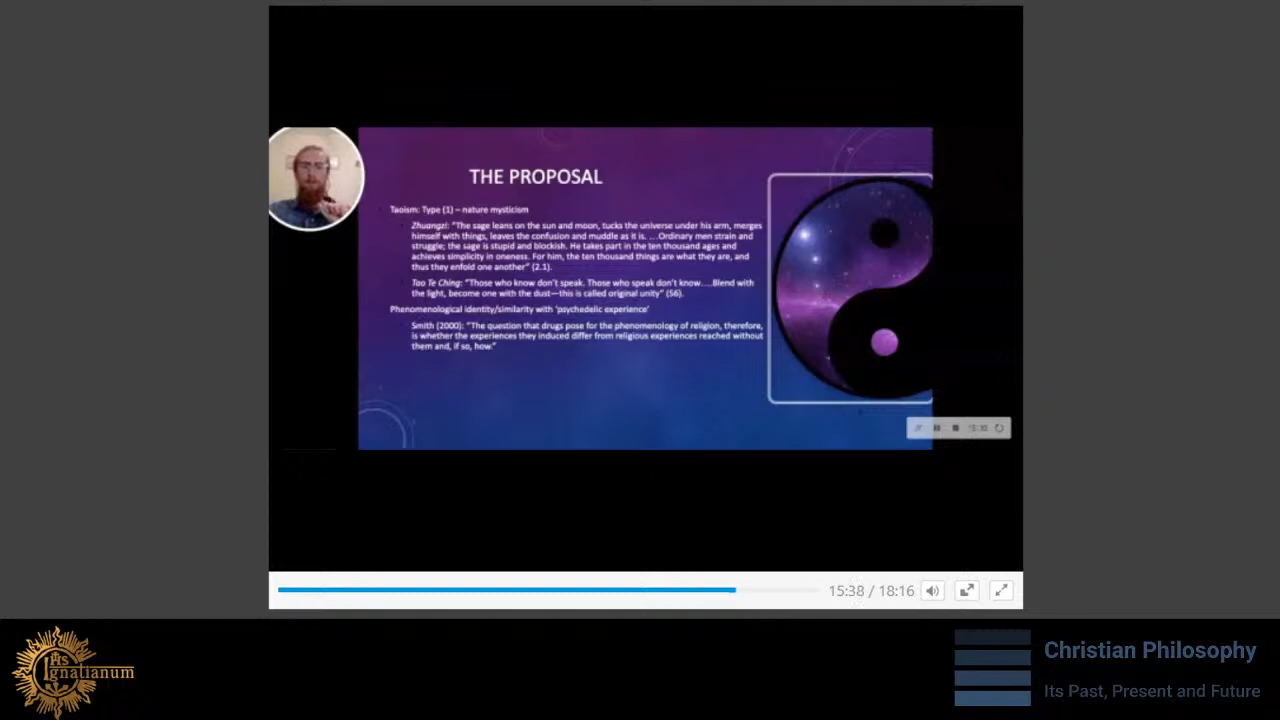 THE PROPOSAL
Taoism: Type (1) – nature mysticism
Zhuangzi: "The sage leans on the sun and moon, tucks the universe under his arm, merges
himself with things, leaves the confusion and muddle as it is. …Ordinary men strain and
struggle; the sage is stupid and blockish. He takes part in the ten thousand ages and
achieves simplicity in oneness. For him, the ten thousand things are what they are, and
thus they enfold one another" (2.1).
Tao Te Ching: "Those who know don't speak. Those who speak don't know.…Blend with
the light, become one with the dust—this is called original unity" (56).
Phenomenological identity/similarity with 'psychedelic experience'
Smith (2000): "The question that drugs pose for the phenomenology of religion, therefore,
is whether the experiences they induced differ from religious experiences reached without
them and, if so, how."
15:38 / 18:16
IHS
Ignatianum
Christian Philosophy
Its Past, Present and Future